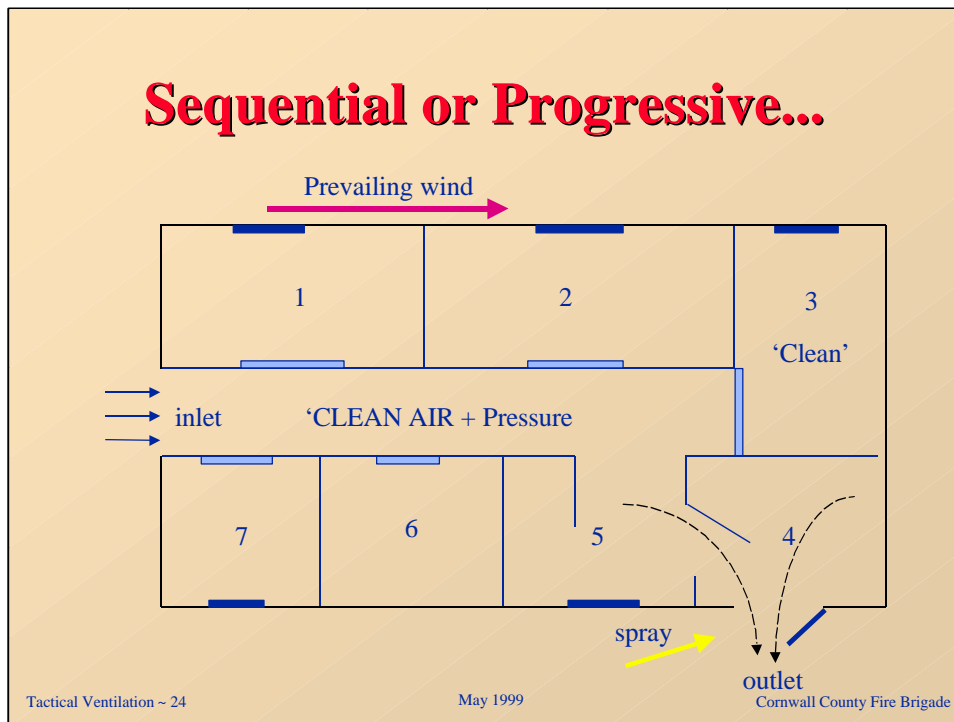 Sequential or Progressive...
Prevailing wind
1
2
3
‘Clean’
inlet
‘CLEAN AIR + Pressure
7
6
5
4
spray
outlet
Tactical Ventilation ~ 24
May 1999
Cornwall County Fire Brigade